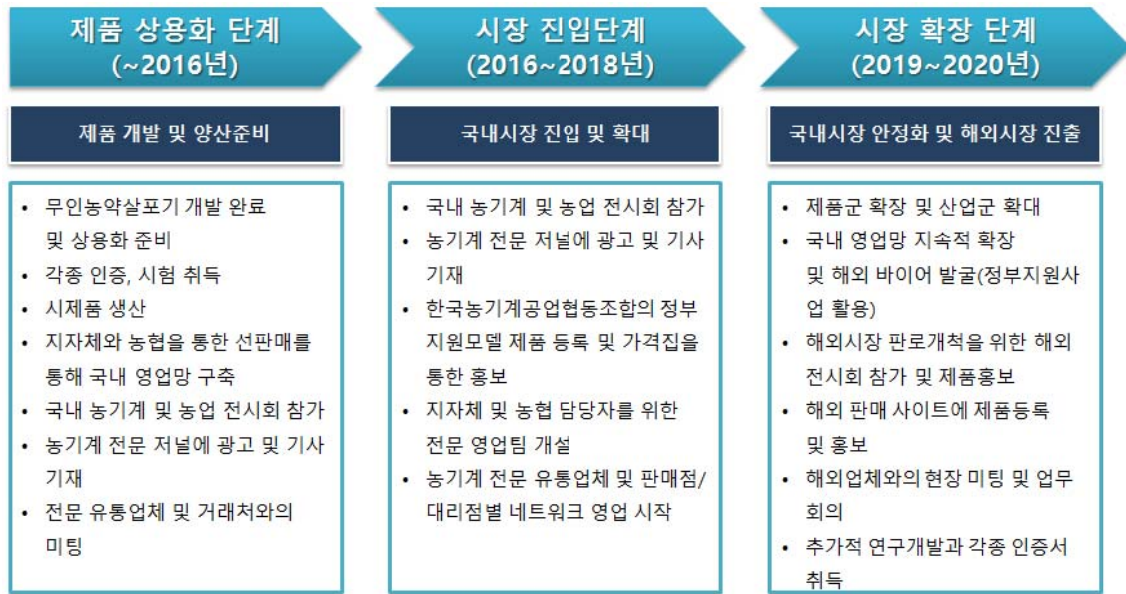 제품 상용화 단계
(~2016년)
제품 개발 및 양산준비
• 무인농약살포기 개발 완료
및 상용화 준비
• 각종 인증, 시험 취득
• 시제품 생산
• 지자체와 농협을 통한 선판매를
통해 국내 영업망 구축
• 국내 농기계 및 농업 전시회 참가
• 농기계 전문 저널에 광고 및 기사
기재
• 전문 유통업체 및 거래처와의
미팅
시장 진입단계
(2016~2018년)
국내시장 진입 및 확대
• 국내 농기계 및 농업 전시회 참가
• 농기계 전문 저널에 광고 및 기사
기재
• 한국농기계공업협동조합의 정부
지원모델 제품 등록 및 가격집을
통한 홍보
• 지자체 및 농협 담당자를 위한
전문 영업팀 개설
• 농기계 전문 유통업체 및 판매점/
대리점별 네트워크 영업 시작
시장 확장 단계
(2019~2020년)
국내시장 안정화 및 해외시장 진출
• 제품군 확장 및 산업군 확대
• 국내 영업망 지속적 확장
및 해외 바이어 발굴(정부지원사
업 활용)
• 해외시장 판로개척을 위한 해외
전시회 참가 및 제품홍보
• 해외 판매 사이트에 제품등록
및 홍보
• 해외업체와의 현장 미팅 및 업무
회의
• 추가적 연구개발과 각종 인증서
취득